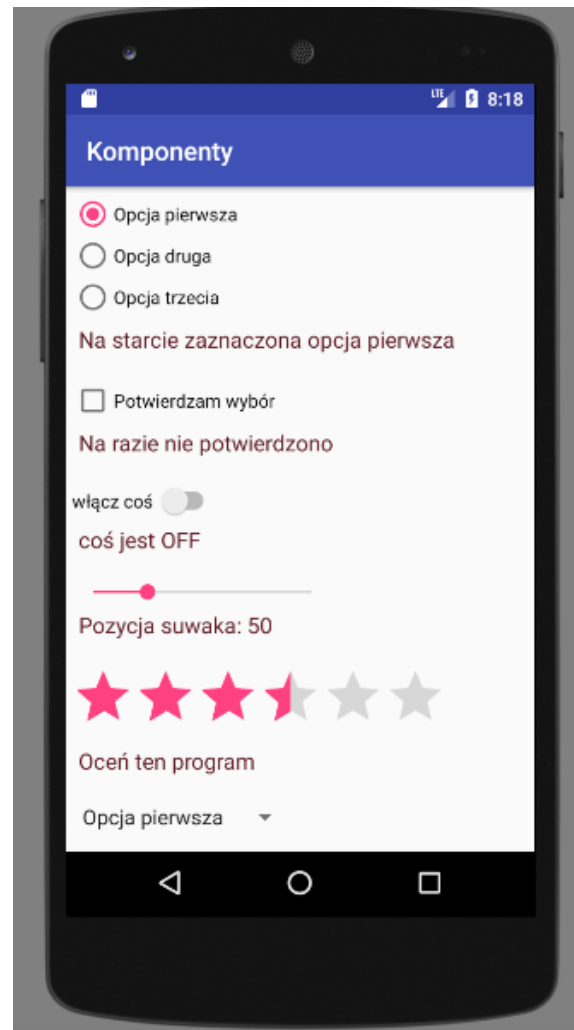 LTE 8:18
Komponenty
Opcja pierwsza
Opcja druga
Opcja trzecia
Na starcie zaznaczona opcja pierwsza
Potwierdzam wybór
Na razie nie potwierdzono
włącz coś
coś jest OFF
Pozycja suwaka: 50
Oceń ten program
Opcja pierwsza